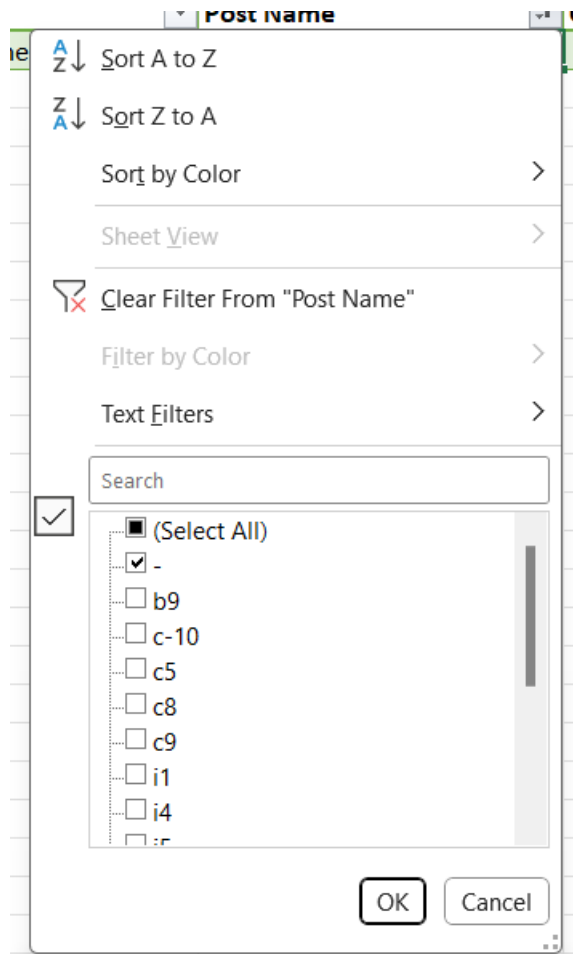 Post Name
Sort A to Z
Sort Z to A
Sort by Color
Sheet View
Clear Filter From "Post Name"
Filter by Color
Text Filters
Search
(Select All)
-
b9
c-10
c5
c8
c9
i1
i4
OK
Cancel